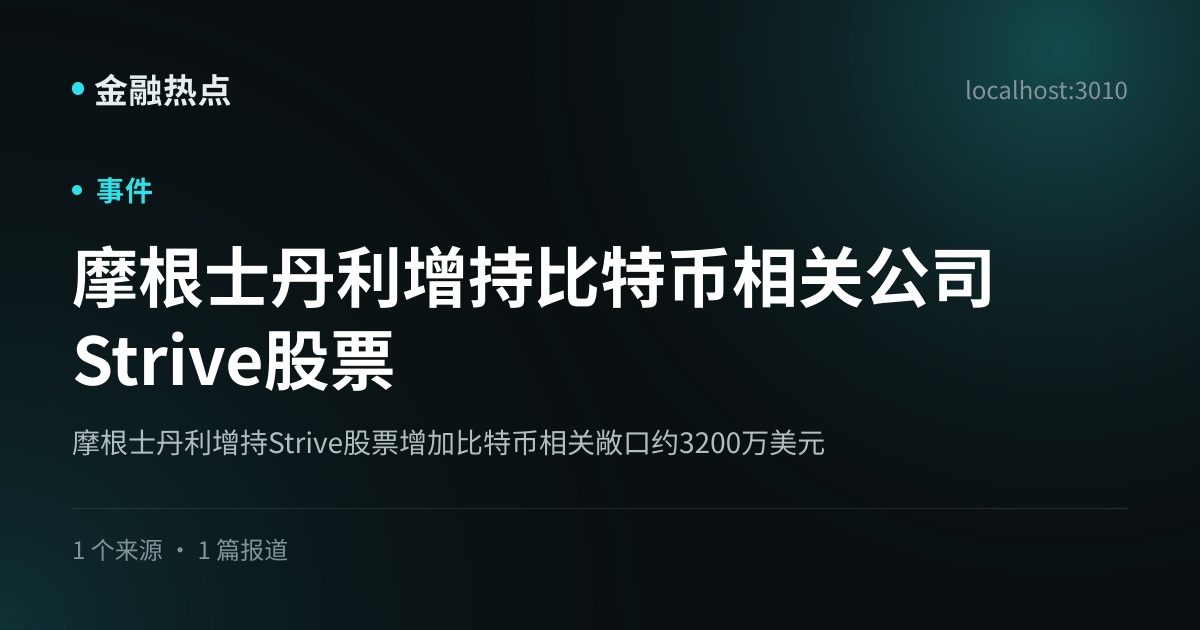 金融热点
localhost:3010
事件
摩根士丹利增持比特币相关公司
Strive股票
摩根士丹利增持Strive股票增加比特币相关敞口约3200万美元
1 个来源 · 1 篇报道